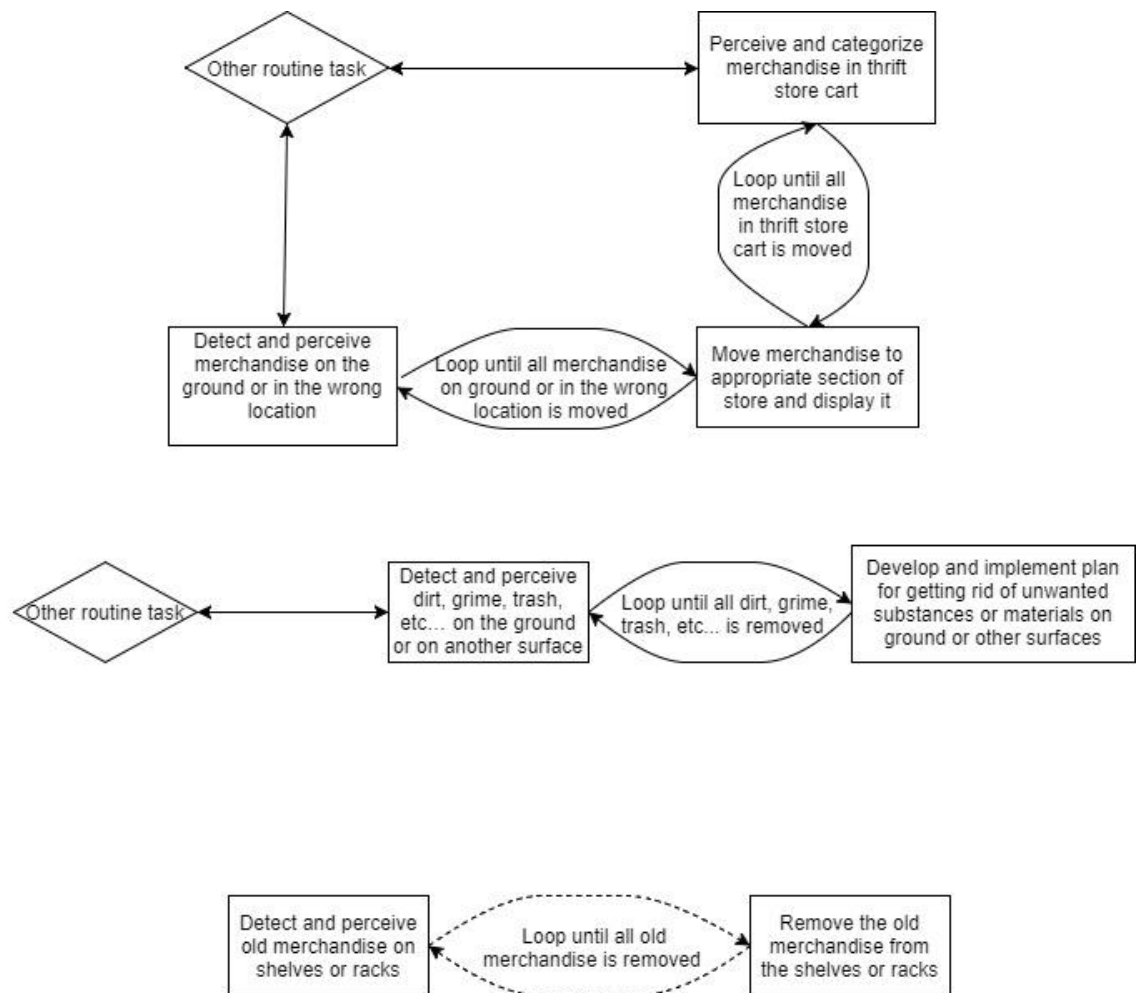 Other routine task
Perceive and categorize
merchandise in thrift
store cart
Loop until all
merchandise
in thrift store
cart is moved
Detect and perceive
merchandise on the
ground or in the wrong
location
Loop until all merchandise
on ground or in the wrong
location is moved
Move merchandise to
appropriate section of
store and display it
Other routine task
Detect and perceive
dirt, grime, trash,
etc... on the ground
or on another surface
Loop until all dirt, grime,
trash, etc... is removed
Develop and implement plan
for getting rid of unwanted
substances or materials on
ground or other surfaces
Detect and perceive
old merchandise on
shelves or racks
Loop until all old
merchandise is removed
Remove the old
merchandise from
the shelves or racks